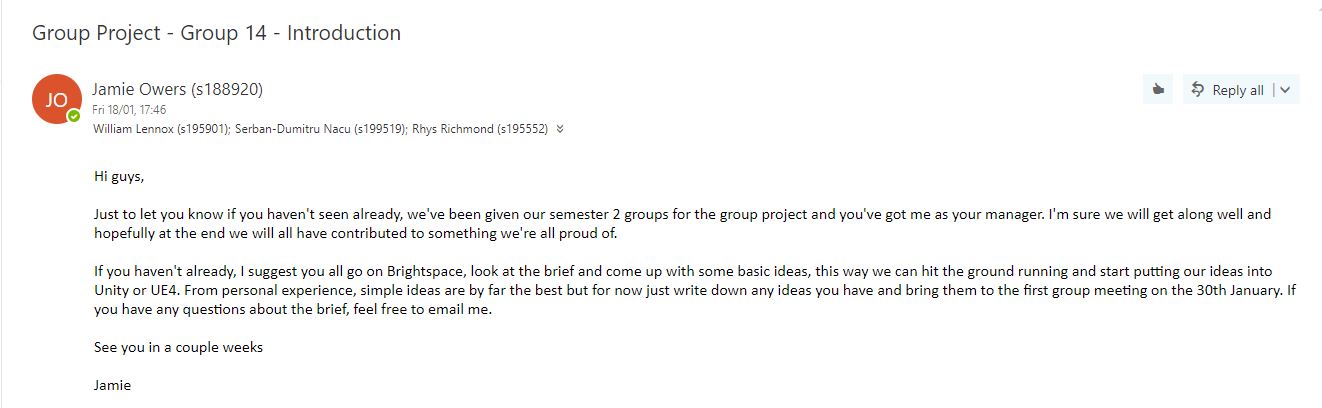 Group Project - Group 14 - Introduction
JO
Jamie Owers (s188920)
Fri 18/01, 17:46
William Lennox (s195901); Serban-Dumitru Nacu (s199519); Rhys Richmond (s195552)
Reply all
Hi guys,
Just to let you know if you haven't seen already, we've been given our semester 2 groups for the group project and you've got me as your manager. I'm sure we will get along well and
hopefully at the end we will all have contributed to something we're all proud of.
If you haven't already, I suggest you all go on Brightspace, look at the brief and come up with some basic ideas, this way we can hit the ground running and start putting our ideas into
Unity or UE4. From personal experience, simple ideas are by far the best but for now just write down any ideas you have and bring them to the first group meeting on the 30th January. If
you have any questions about the brief, feel free to email me.
See you in a couple weeks
Jamie